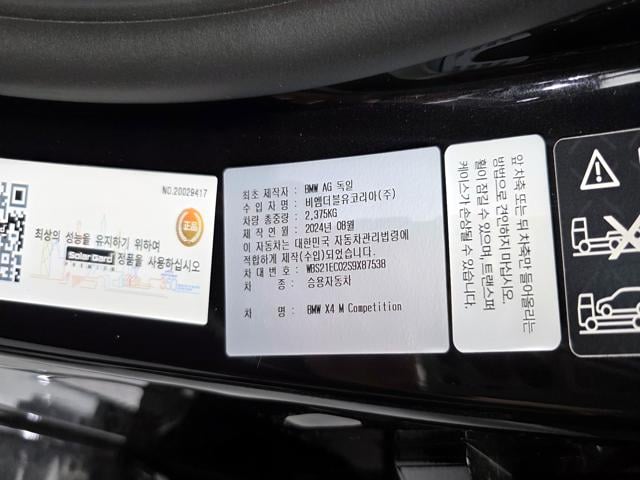 NO.20029417
최상의 성능을 유지하기 위하여
Solar Gard 정품을 사용하십시오
PREMIUM
정품
최초 제작자 : BMW AG 독일
수 입 자 명 : 비엠더블유코리아(주)
차량 총중량 : 2,375KG
제 작 연 월 : 2024년 08월
이 자동차는 대한민국 자동차관리법령에
적합하게 제작(수입)되었습니다.
차 대 번 호 : WBS21EC02S9X87538
차 종 : 승용자동차
차 명 : BMW X4 M Competition
앞 차축 또는 뒤 차축만 들어올리는
방법으로 견인하지 마십시오.
휠이 잠길 수 있으며, 트랜스퍼
케이스가 손상될 수 있습니다.